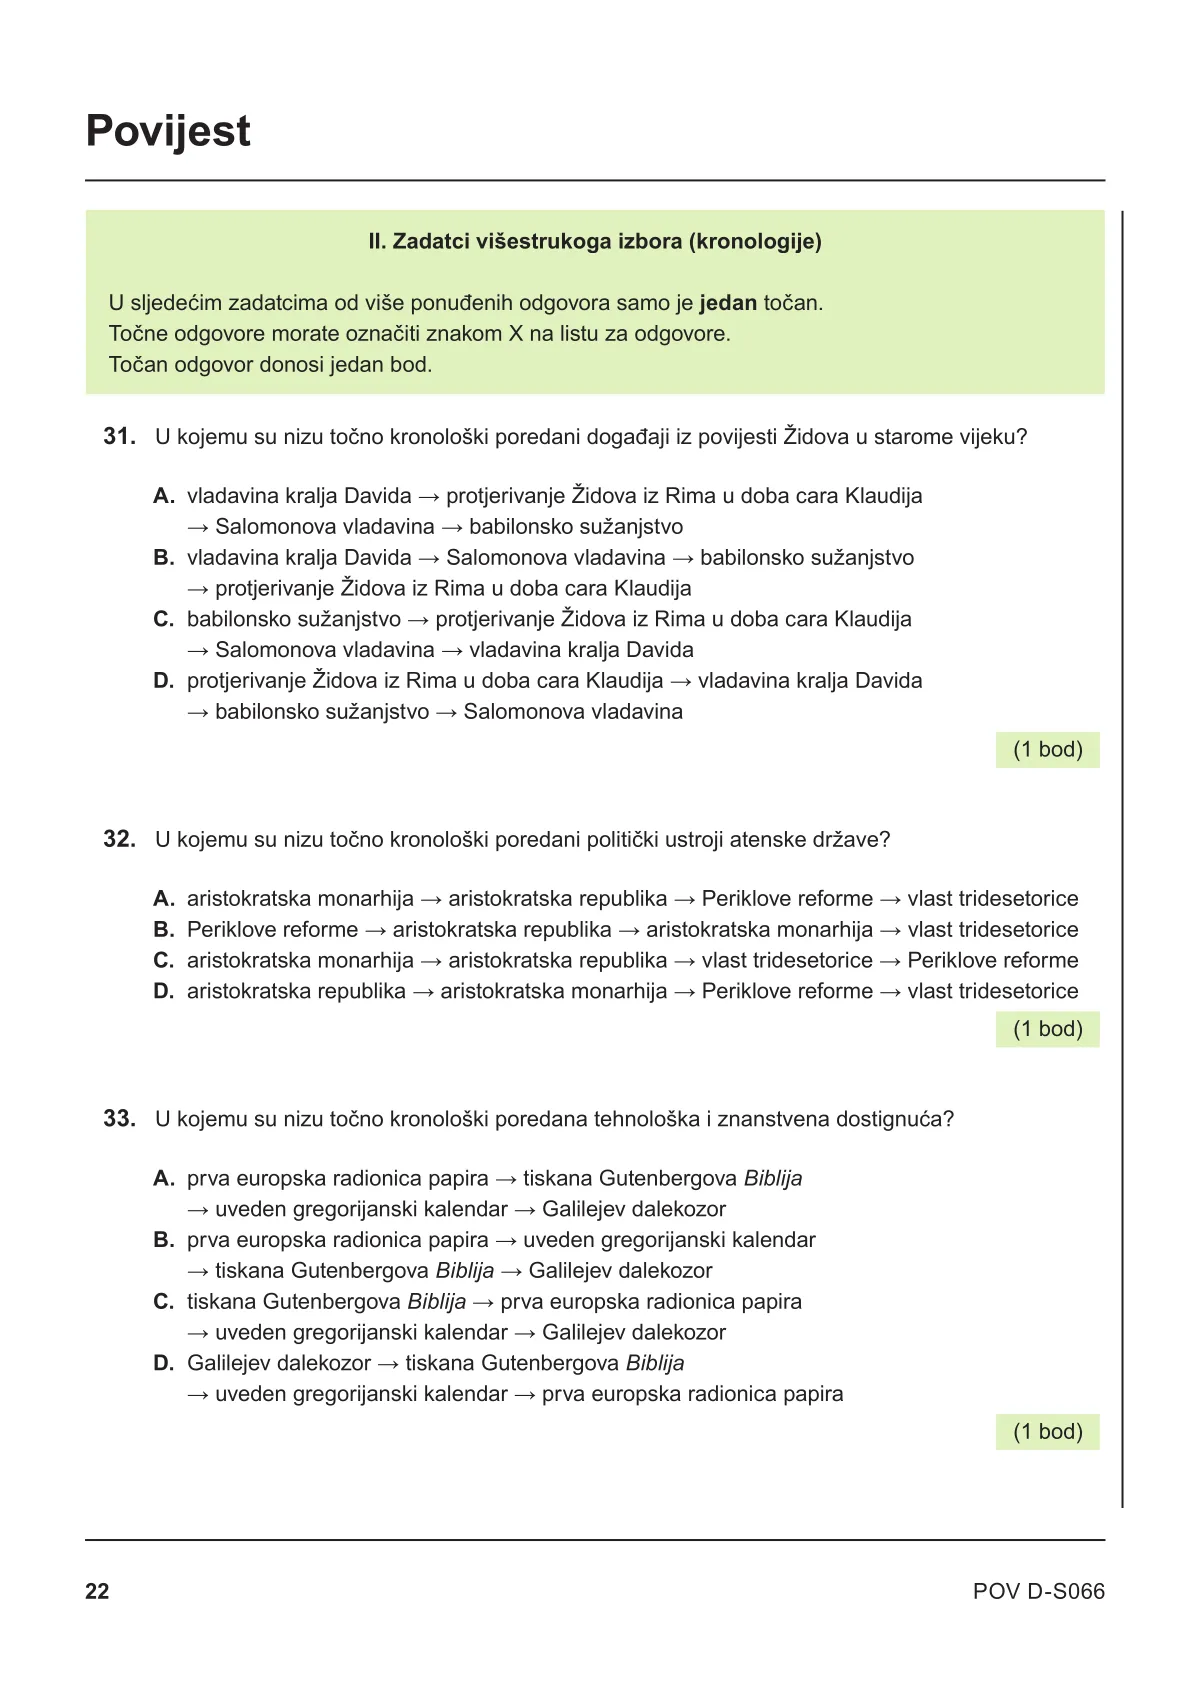 Povijest
II. Zadatci višestrukoga izbora (kronologije)
U sljedećim zadatcima od više ponuđenih odgovora samo je jedan točan.
Točne odgovore morate označiti znakom X na listu za odgovore.
Točan odgovor donosi jedan bod.
31. U kojemu su nizu točno kronološki poredani događaji iz povijesti Židova u starome vijeku?
A. vladavina kralja Davida → protjerivanje Židova iz Rima u doba cara Klaudija
→ Salomonova vladavina → babilonsko sužanjstvo
B. vladavina kralja Davida → Salomonova vladavina → babilonsko sužanjstvo
→ protjerivanje Židova iz Rima u doba cara Klaudija
C. babilonsko sužanjstvo → protjerivanje Židova iz Rima u doba cara Klaudija
→ Salomonova vladavina → vladavina kralja Davida
D. protjerivanje Židova iz Rima u doba cara Klaudija → vladavina kralja Davida
→ babilonsko sužanjstvo → Salomonova vladavina
(1 bod)
32. U kojemu su nizu točno kronološki poredani politički ustroji atenske države?
A. aristokratska monarhija → aristokratska republika → Periklove reforme → vlast tridesetorice
B. Periklove reforme → aristokratska republika → aristokratska monarhija → vlast tridesetorice
C. aristokratska monarhija → aristokratska republika → vlast tridesetorice → Periklove reforme
D. aristokratska republika → aristokratska monarhija → Periklove reforme → vlast tridesetorice
(1 bod)
33. U kojemu su nizu točno kronološki poredana tehnološka i znanstvena dostignuća?
A. prva europska radionica papira → tiskana Gutenbergova Biblija
→ uveden gregorijanski kalendar → Galilejev dalekozor
B. prva europska radionica papira → uveden gregorijanski kalendar
→ tiskana Gutenbergova Biblija → Galilejev dalekozor
C. tiskana Gutenbergova Biblija → prva europska radionica papira
→ uveden gregorijanski kalendar → Galilejev dalekozor
D. Galilejev dalekozor → tiskana Gutenbergova Biblija
→ uveden gregorijanski kalendar → prva europska radionica papira
(1 bod)
22
POV D-S066